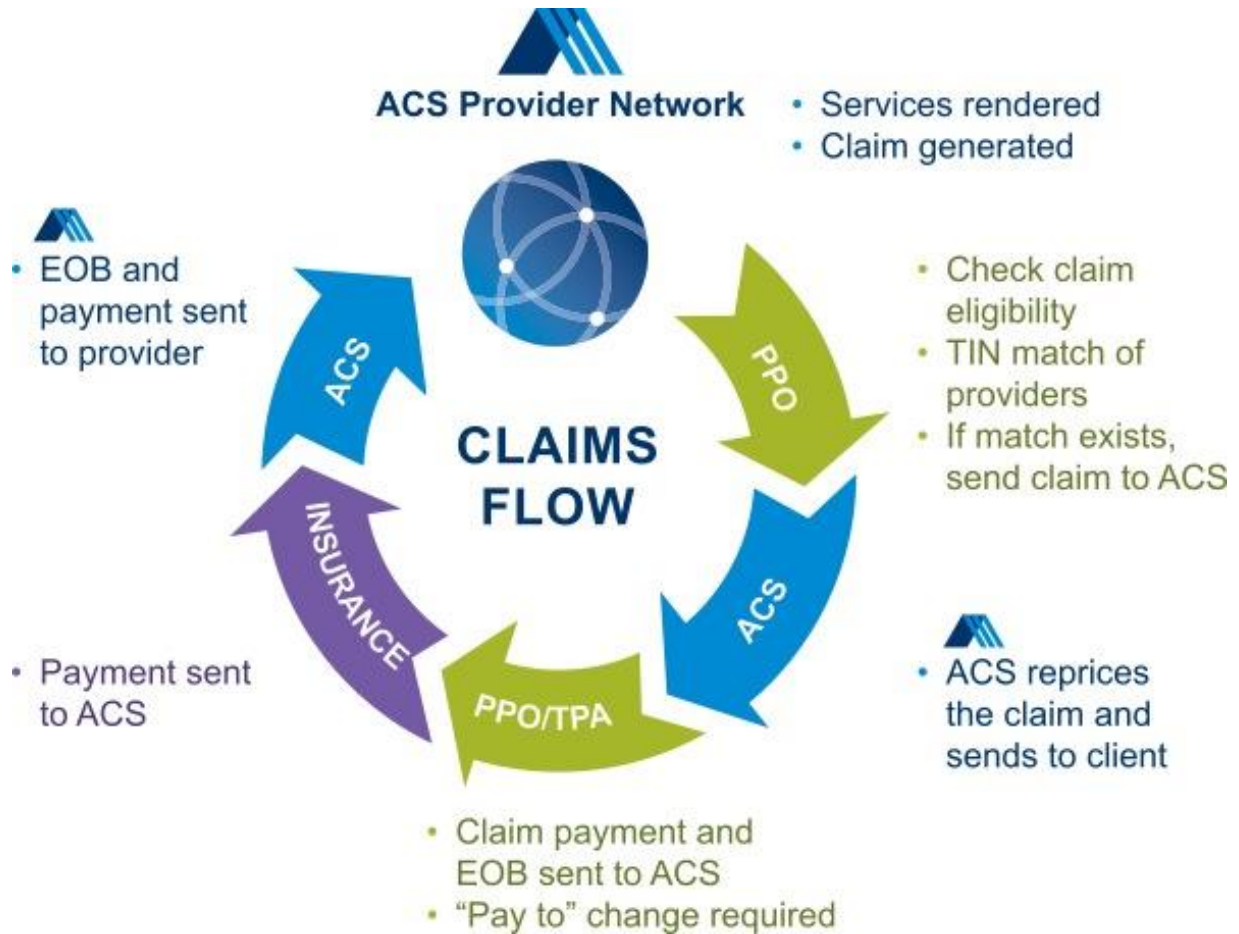 ACS Provider Network
• Services rendered
• Claim generated
PPO
• Check claim
eligibility
• TIN match of
providers
• If match exists,
send claim to ACS
ACS
• ACS reprices
the claim and
sends to client
PPO/TPA
• Claim payment and
EOB sent to ACS
• “Pay to” change required
INSURANCE
• Payment sent
to ACS
ACS
• EOB and
payment sent
to provider
CLAIMS
FLOW